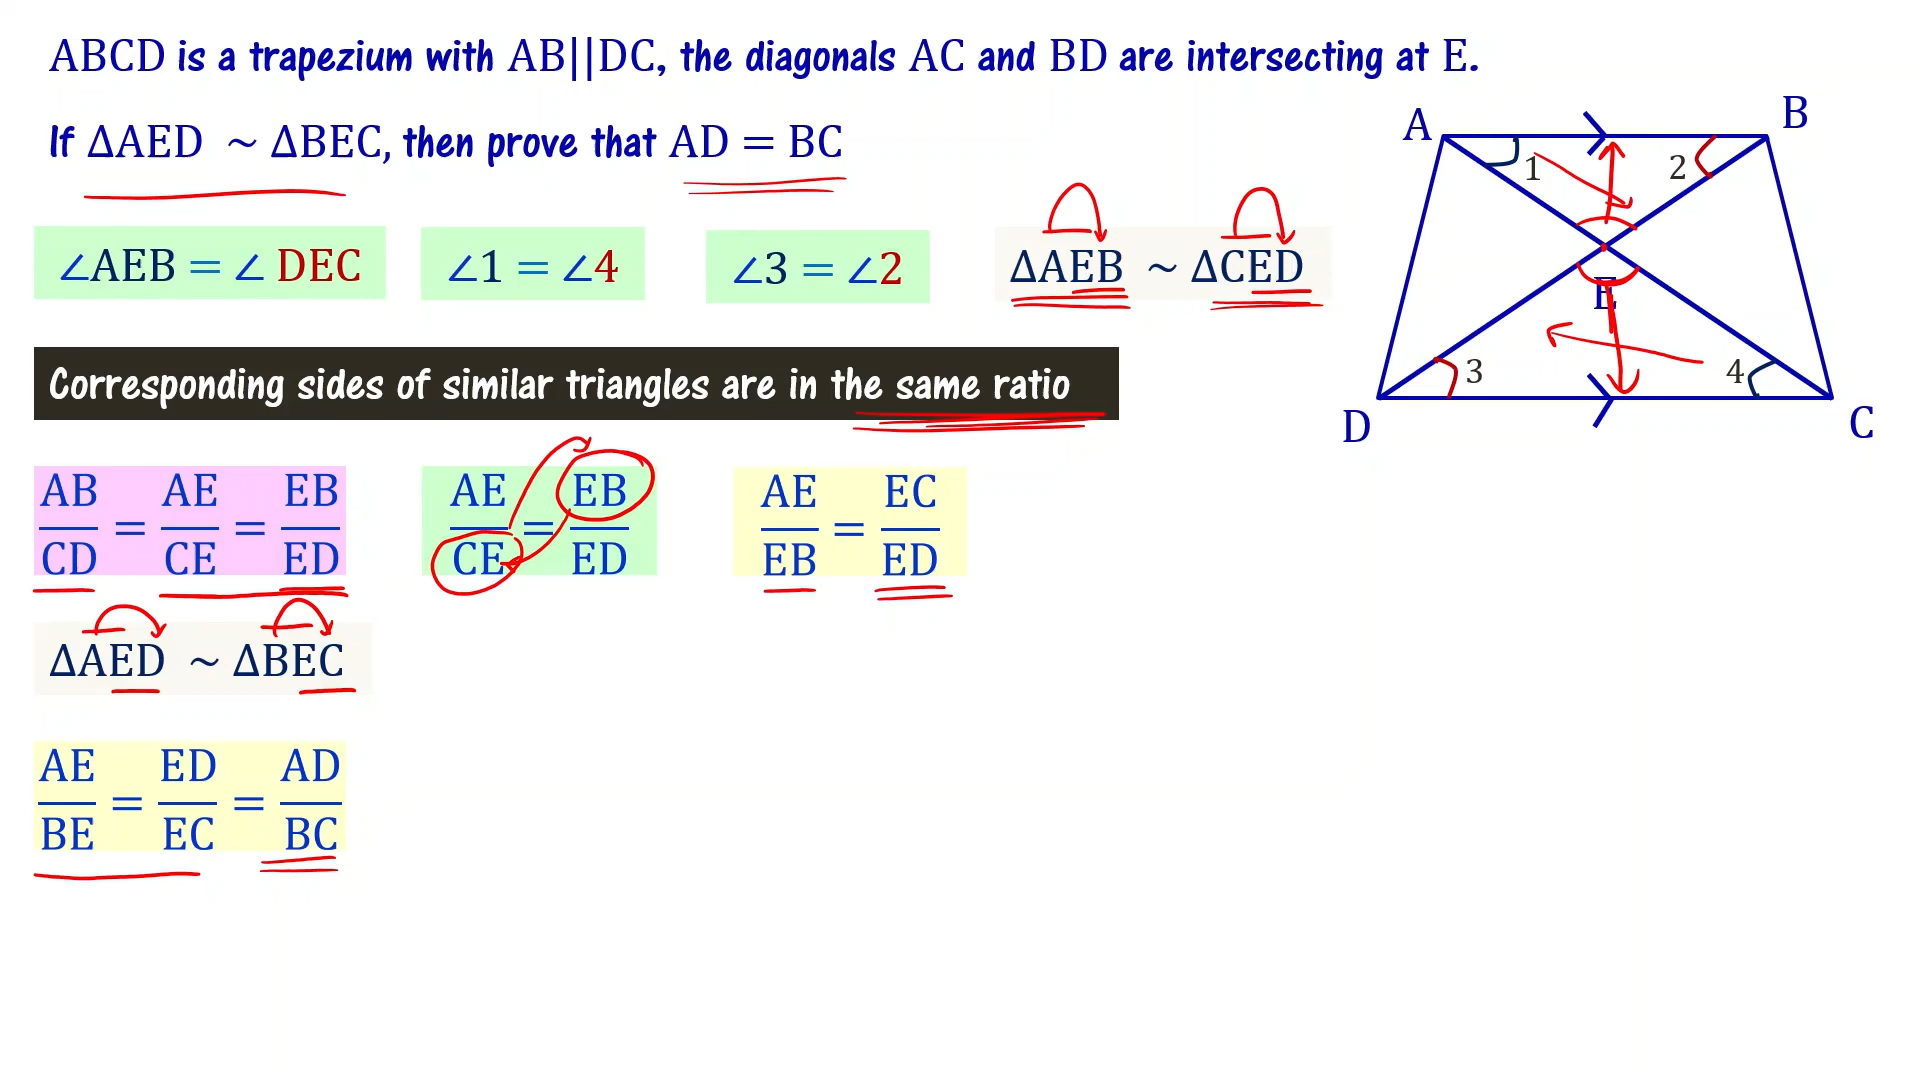 ABCD is a trapezium with AB||DC, the diagonals AC and BD are intersecting at E.
If ΔAED ~ ΔBEC, then prove that AD = BC
∠AEB = ∠ DEC
∠1 = ∠4
∠3 = ∠2
ΔAEB ~ ΔCED
Corresponding sides of similar triangles are in the same ratio
AB/CD = AE/CE = EB/ED
AE/CE = EB/ED
AE/EB = EC/ED
ΔAED ~ ΔBEC
AE/BE = ED/EC = AD/BC
A
B
1
2
E
3
4
D
C